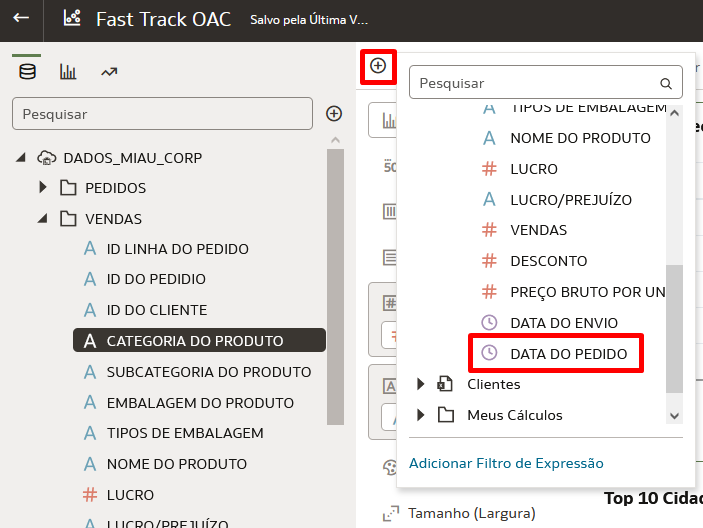 Fast Track OAC Salvo pela Última V...
Pesquisar
DADOS_MIAU_CORP
PEDIDOS
VENDAS
A ID LINHA DO PEDIDO
A ID DO PEDIDIO
A ID DO CLIENTE
A CATEGORIA DO PRODUTO
A SUBCATEGORIA DO PRODUTO
A EMBALAGEM DO PRODUTO
A TIPOS DE EMBALAGEM
A NOME DO PRODUTO
# LUCRO
A LUCRO/PREJUÍZO
Pesquisar
A TIPOS DE EMBALAGEM
A NOME DO PRODUTO
# LUCRO
A LUCRO/PREJUÍZO
# VENDAS
# DESCONTO
# PREÇO BRUTO POR UN
DATA DO ENVIO
DATA DO PEDIDO
Clientes
Meus Cálculos
Adicionar Filtro de Expressão
Top 10 Cida
Tamanho (Largura)